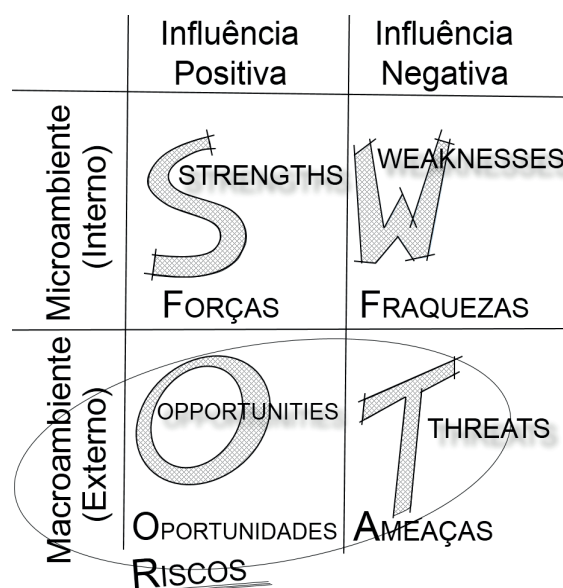 Influência
Positiva
Influência
Negativa
Microambiente
(Interno)
S
STRENGTHS
FORÇAS
W
WEAKNESSES
FRAQUEZAS
Macroambiente
(Externo)
O
OPPORTUNITIES
OPORTUNIDADES
T
THREATS
AMEAÇAS
RISCOS